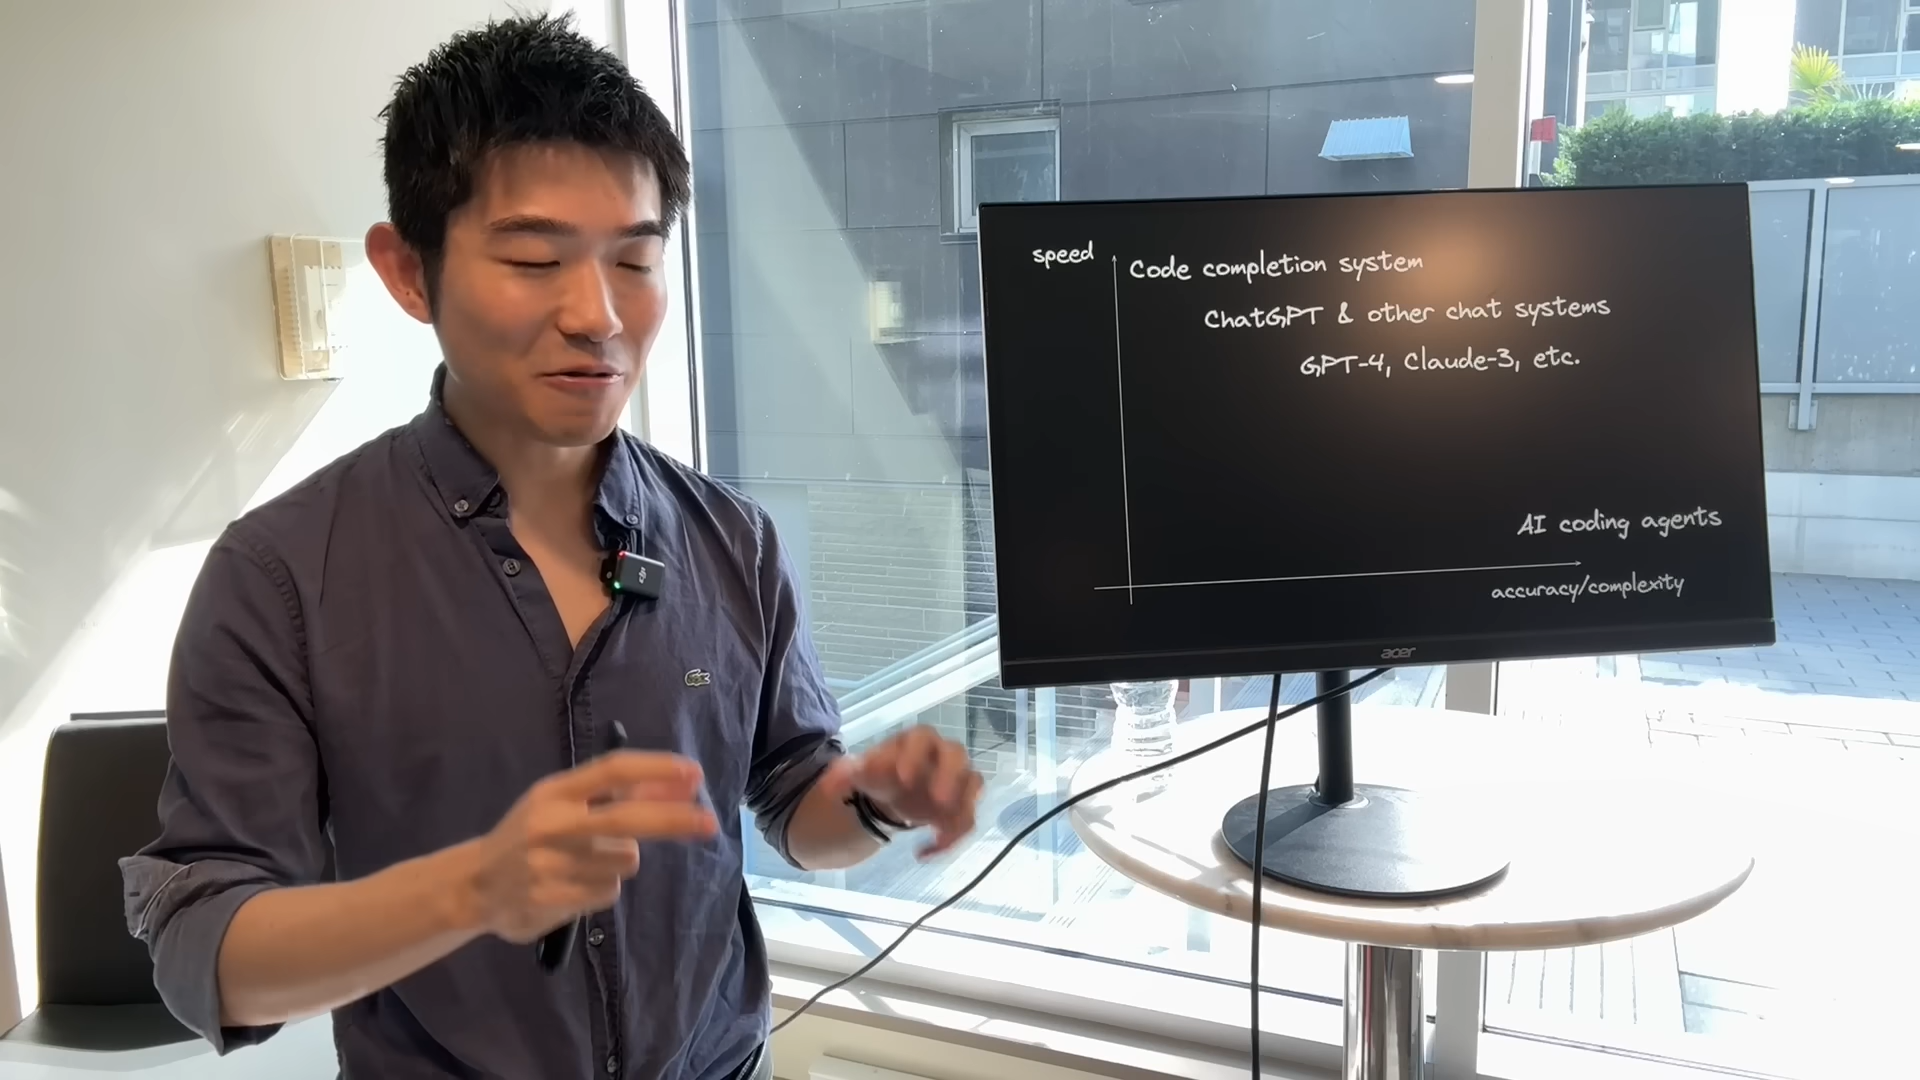 speed
Code completion system
ChatGPT & other chat systems
GPT-4, Claude-3, etc.
AI coding agents
accuracy/complexity
acer
dji